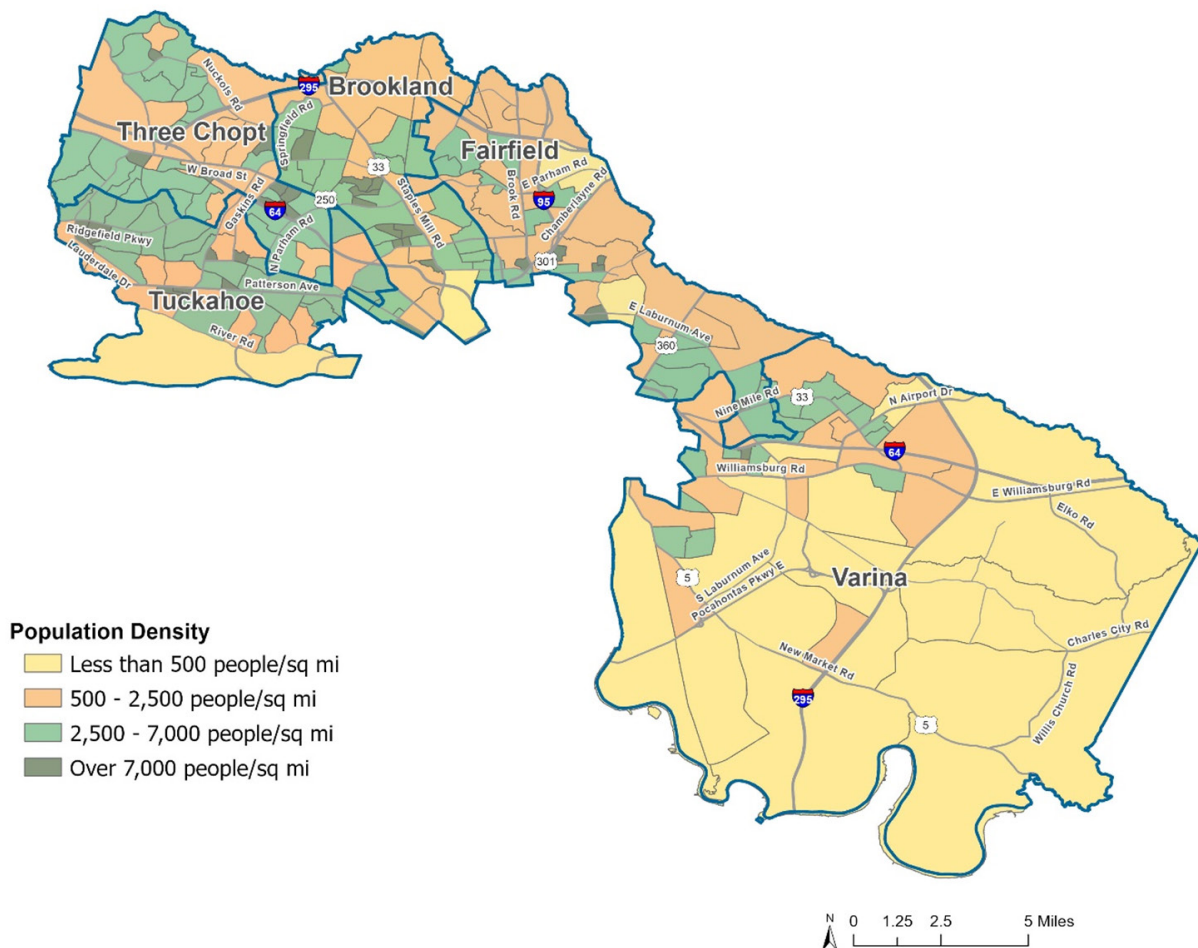 Nuckols Rd
295
Brookland
Springfield Rd
Three Chopt
Fairfield
W Broad St
33
E Parham Rd
Gaskins Rd
250
Staples Mill Rd
Brook Rd
95
Chamberlayne Rd
64
N Parham Rd
Ridgefield Pkwy
301
Lauderdale Dr
Patterson Ave
Tuckahoe
River Rd
E Laburnum Ave
360
Nine Mile Rd
33
N Airport Dr
64
Williamsburg Rd
E Williamsburg Rd
Elko Rd
5
S Laburnum Ave
Pocahontas Pkwy E
Varina
Charles City Rd
New Market Rd
Willis Church Rd
295
5
Population Density
Less than 500 people/sq mi
500 - 2,500 people/sq mi
2,500 - 7,000 people/sq mi
Over 7,000 people/sq mi
N
0 1.25 2.5 5 Miles